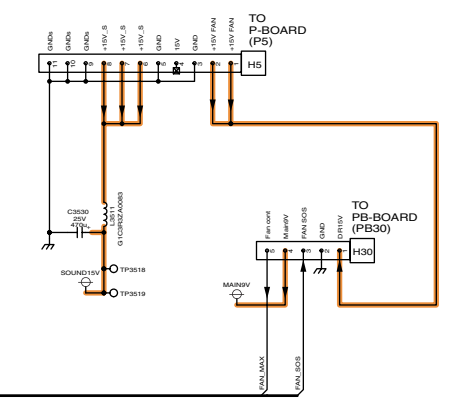 TO
P-BOARD
(P5)
GNDs
GNDs
GNDs
+15V_S
+15V_S
+15V_S
GND
15V
GND
+15V FAN
+15V FAN
11
10
9
8
7
6
5
4
3
2
1
H5
L3511
G1C3R3ZA0083
C3530
25V
470u
+
SOUND15V
TP3518
TP3519
TO
PB-BOARD
(PB30)
Fan cont
Main9V
FAN SOS
GND
DR15V
5
4
3
2
1
H30
MAIN9V
FAN_MAX
FAN_SOS